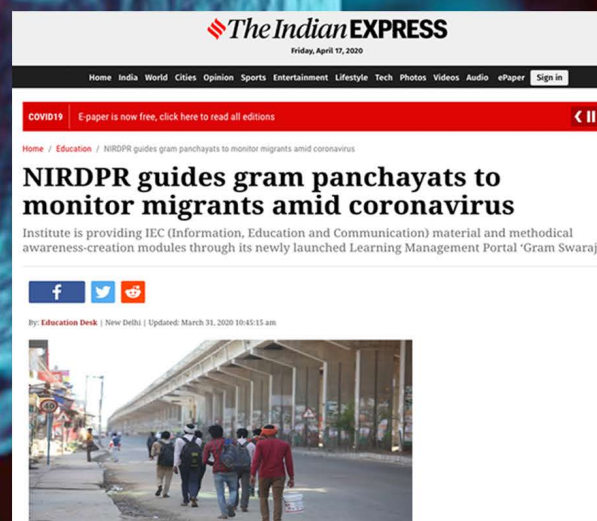 The Indian EXPRESS
Friday, April 17, 2020
Home India World Cities Opinion Sports Entertainment Lifestyle Tech Photos Videos Audio ePaper Sign in
COVID19 E-paper is now free, click here to read all editions
Home / Education / NIRDPR guides gram panchayats to monitor migrants amid coronavirus
NIRDPR guides gram panchayats to
monitor migrants amid coronavirus
Institute is providing IEC (Information, Education and Communication) material and methodical
awareness-creation modules through its newly launched Learning Management Portal ‘Gram Swaraj
By: Education Desk | New Delhi | Updated: March 31, 2020 10:45:15 am
40